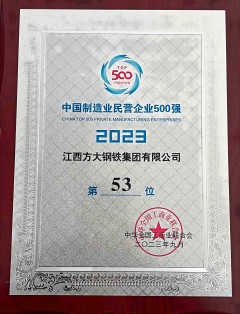 TOP
500
中国制造业民营企业500强
CHINA TOP 500 PRIVATE MANUFACTURING ENTERPRISES
2023
江西方大钢铁集团有限公司
第 53 位
中华全国工商业联合会
二〇二三年九月